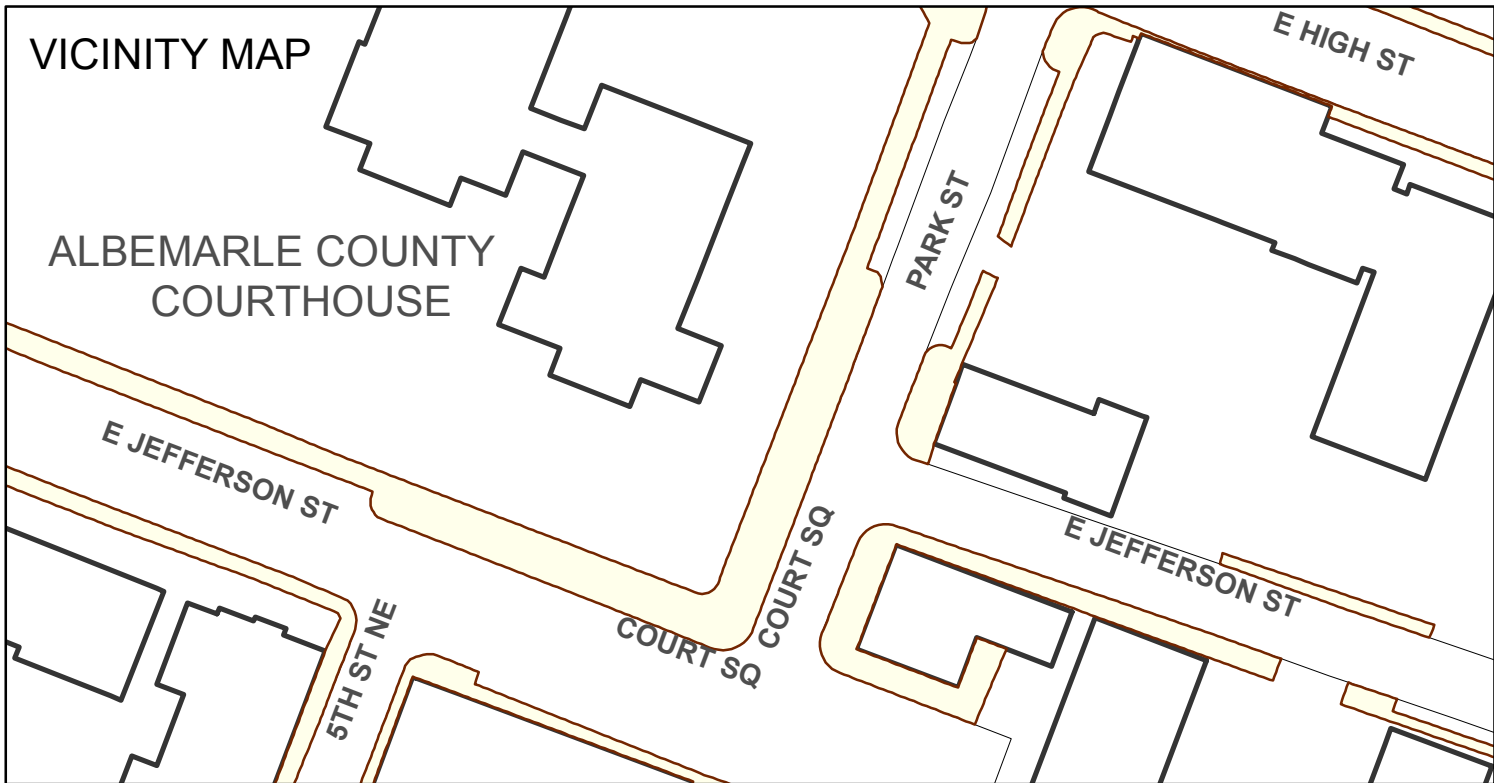 VICINITY MAP
E HIGH ST
PARK ST
ALBEMARLE COUNTY
COURTHOUSE
E JEFFERSON ST
COURT SQ
E JEFFERSON ST
5TH ST NE
COURT SQ